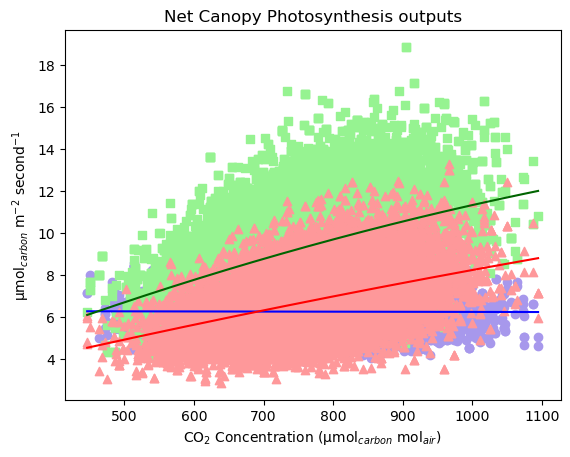 Net Canopy Photosynthesis outputs
18
16
14
12
10
8
6
4
μmol_carbon m⁻² second⁻¹
500 600 700 800 900 1000 1100
CO₂ Concentration (μmol_carbon mol_air)